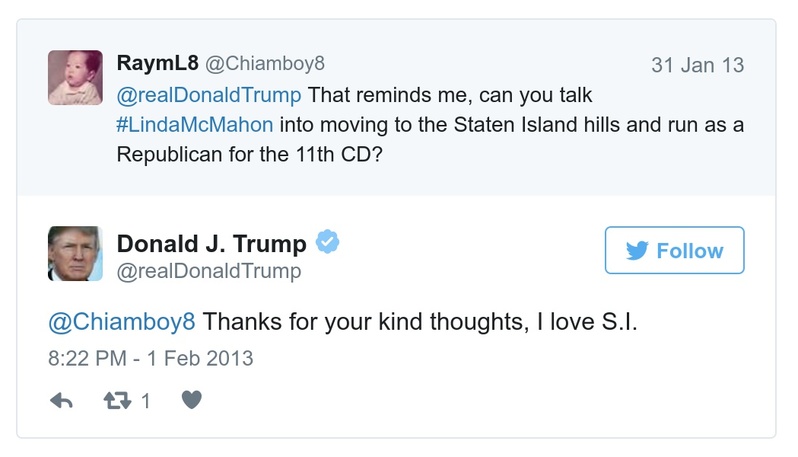 RaymL8 @Chiamboy8 31 Jan 13
@realDonaldTrump That reminds me, can you talk
#LindaMcMahon into moving to the Staten Island hills and run as a
Republican for the 11th CD?
Donald J. Trump
@realDonaldTrump
Follow
@Chiamboy8 Thanks for your kind thoughts, I love S.I.
8:22 PM - 1 Feb 2013
1